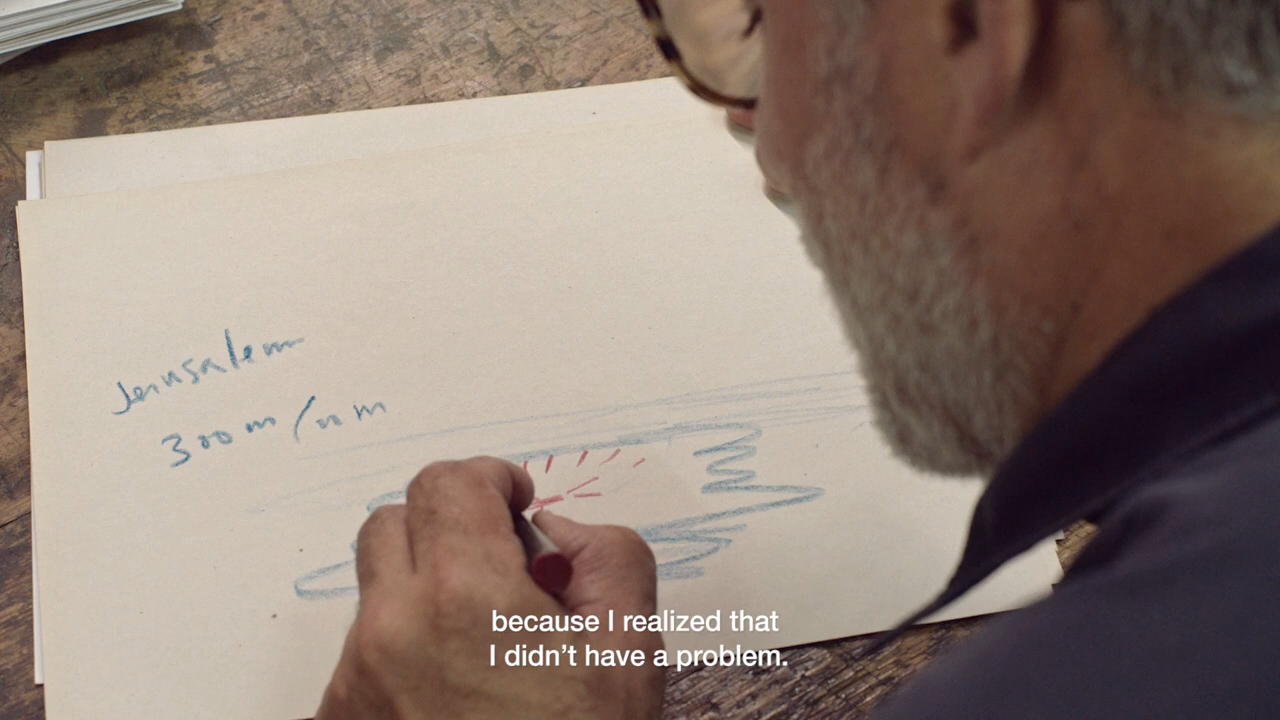 Jerusalem
300m/nm
because I realized that
I didn't have a problem.